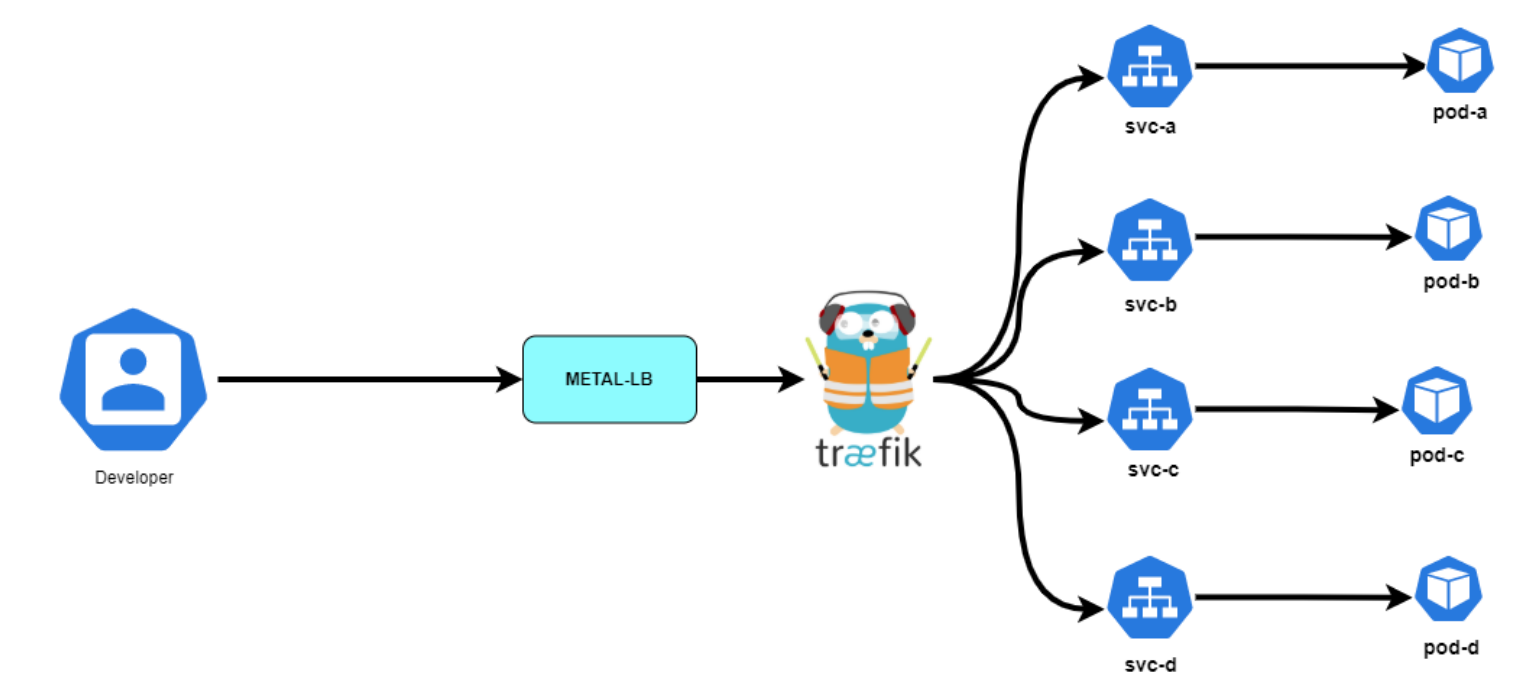 svc-a
pod-a
svc-b
pod-b
Developer
METAL-LB
træfik
svc-c
pod-c
svc-d
pod-d